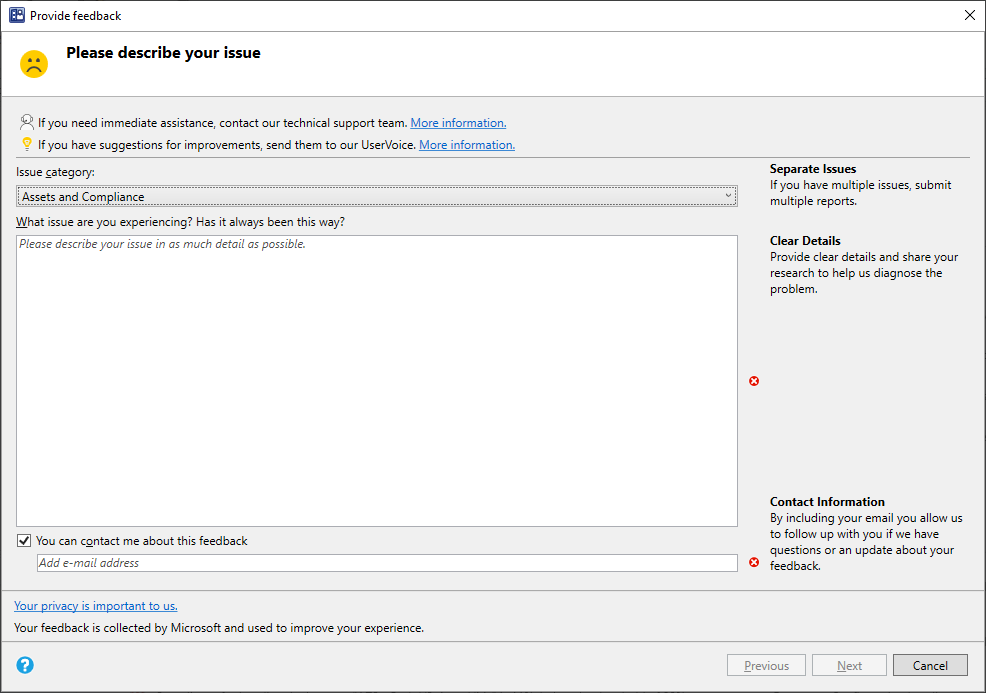 Provide feedback
Please describe your issue
If you need immediate assistance, contact our technical support team. More information.
If you have suggestions for improvements, send them to our UserVoice. More information.
Issue category:
Assets and Compliance
What issue are you experiencing? Has it always been this way?
Please describe your issue in as much detail as possible.
Separate Issues
If you have multiple issues, submit
multiple reports.
Clear Details
Provide clear details and share your
research to help us diagnose the
problem.
You can contact me about this feedback
Add e-mail address
Contact Information
By including your email you allow us
to follow up with you if we have
questions or an update about your
feedback.
Your privacy is important to us.
Your feedback is collected by Microsoft and used to improve your experience.
?
Previous
Next
Cancel